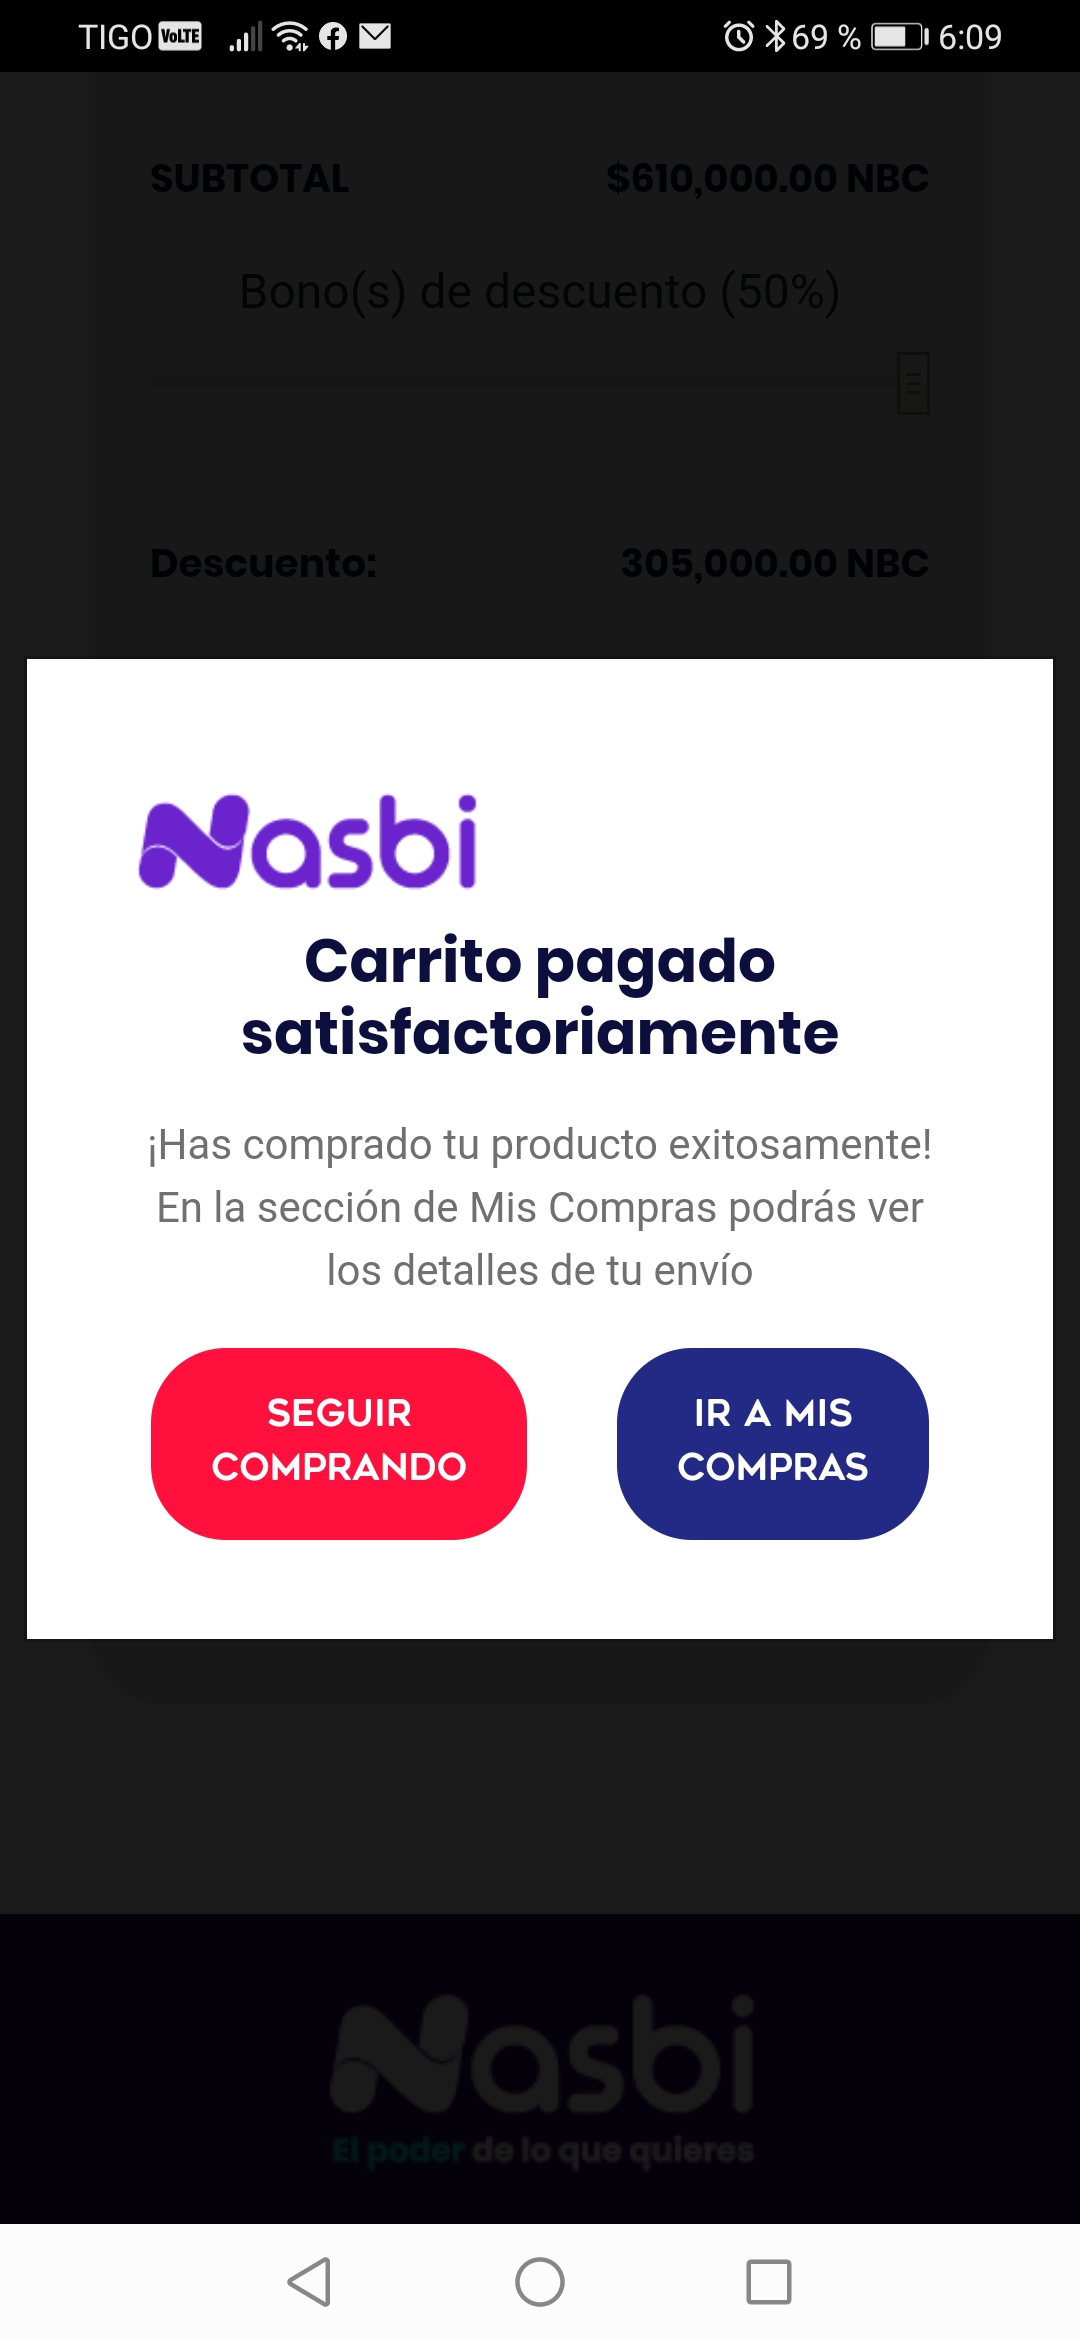 TIGO VoLTE 69 % 6:09
SUBTOTAL $610,000.00 NBC
Bono(s) de descuento (50%)
Descuento: 305,000.00 NBC
Nasbi
Carrito pagado
satisfactoriamente
¡Has comprado tu producto exitosamente!
En la sección de Mis Compras podrás ver
los detalles de tu envío
SEGUIR
COMPRANDO
IR A MIS
COMPRAS
Nasbi
El poder de lo que quieres